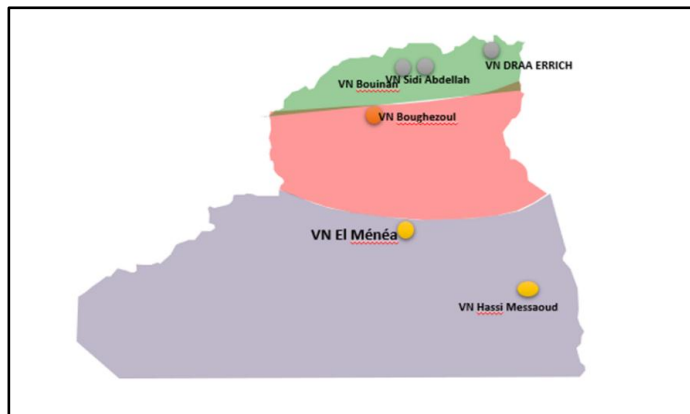 VN DRAA ERRICH
VN Sidi Abdellah
VN Bouinan
VN Boughezoul
VN El Ménéa
VN Hassi Messaoud